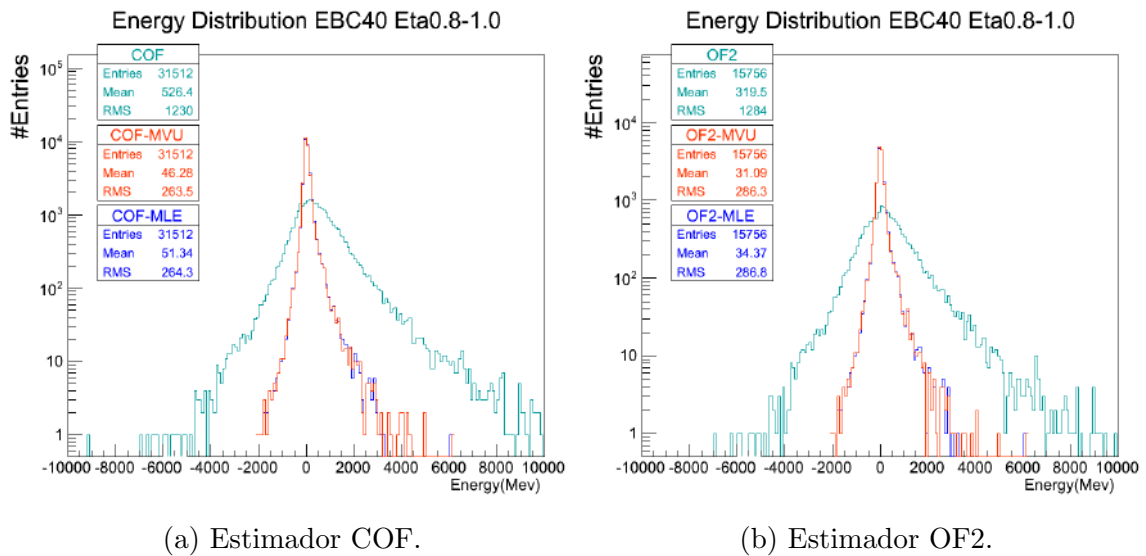 Energy Distribution EBC40 Eta0.8-1.0
#Entries
10^5
10^4
10^3
10^2
10
1
COF
Entries 31512
Mean 526.4
RMS 1230
COF-MVU
Entries 31512
Mean 46.28
RMS 263.5
COF-MLE
Entries 31512
Mean 51.34
RMS 264.3
-10000 -8000 -6000 -4000 -2000 0 2000 4000 6000 8000 10000
Energy(Mev)
(a) Estimador COF.
Energy Distribution EBC40 Eta0.8-1.0
#Entries
10^4
10^3
10^2
10
1
OF2
Entries 15756
Mean 319.5
RMS 1284
OF2-MVU
Entries 15756
Mean 31.09
RMS 286.3
OF2-MLE
Entries 15756
Mean 34.37
RMS 286.8
-10000 -8000 -6000 -4000 -2000 0 2000 4000 6000 8000 10000
Energy(Mev)
(b) Estimador OF2.